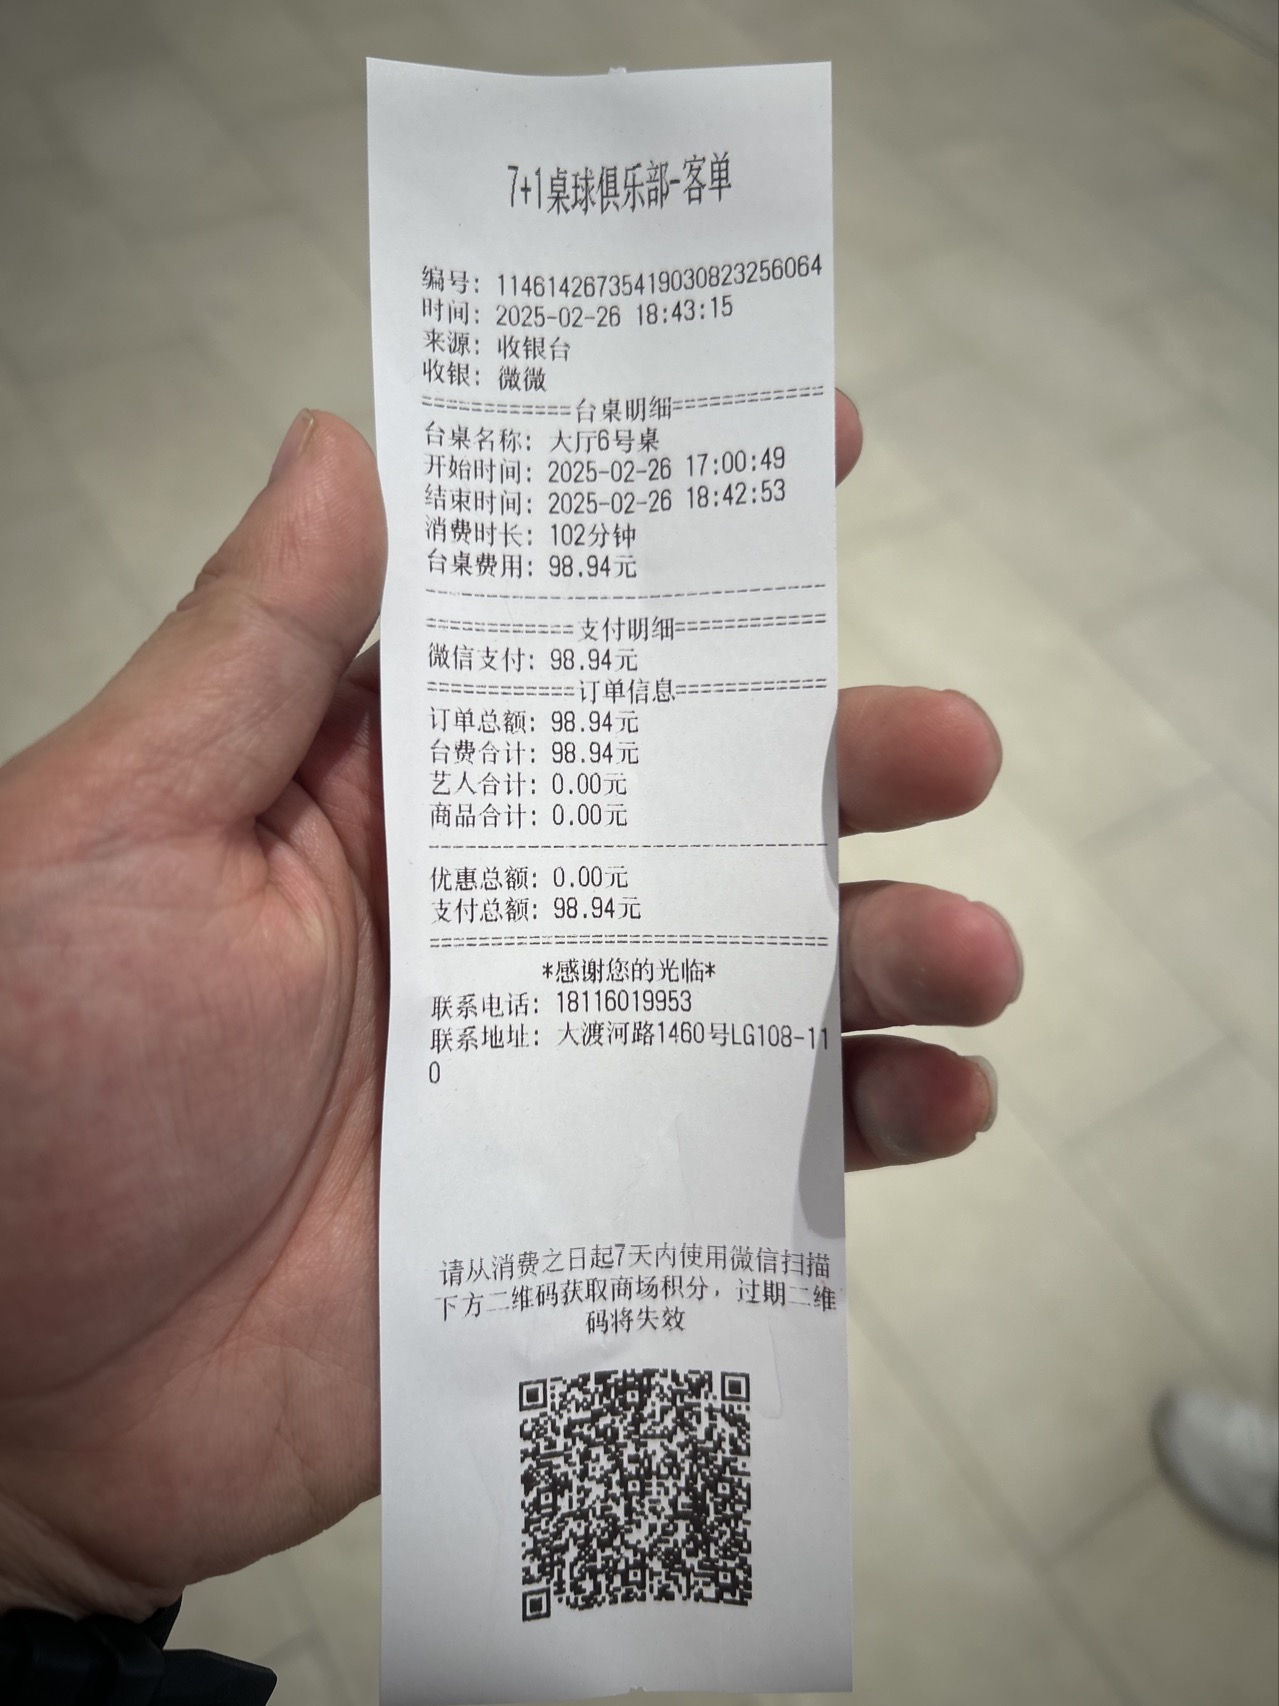 7+1桌球俱乐部-客单
编号: 1146142673541903082​3256064
时间: 2025-02-26 18:43:15
来源: 收银台
收银: 微微
============台桌明细============
台桌名称: 大厅6号桌
开始时间: 2025-02-26 17:00:49
结束时间: 2025-02-26 18:42:53
消费时长: 102分钟
台桌费用: 98.94元
--------------------------------
============支付明细============
微信支付: 98.94元
============订单信息============
订单总额: 98.94元
台费合计: 98.94元
艺人合计: 0.00元
商品合计: 0.00元
--------------------------------
优惠总额: 0.00元
支付总额: 98.94元
================================
*感谢您的光临*
联系电话: 18116019953
联系地址: 大渡河路1460号LG108-11
0
请从消费之日起7天内使用微信扫描
下方二维码获取商场积分，过期二维
码将失效